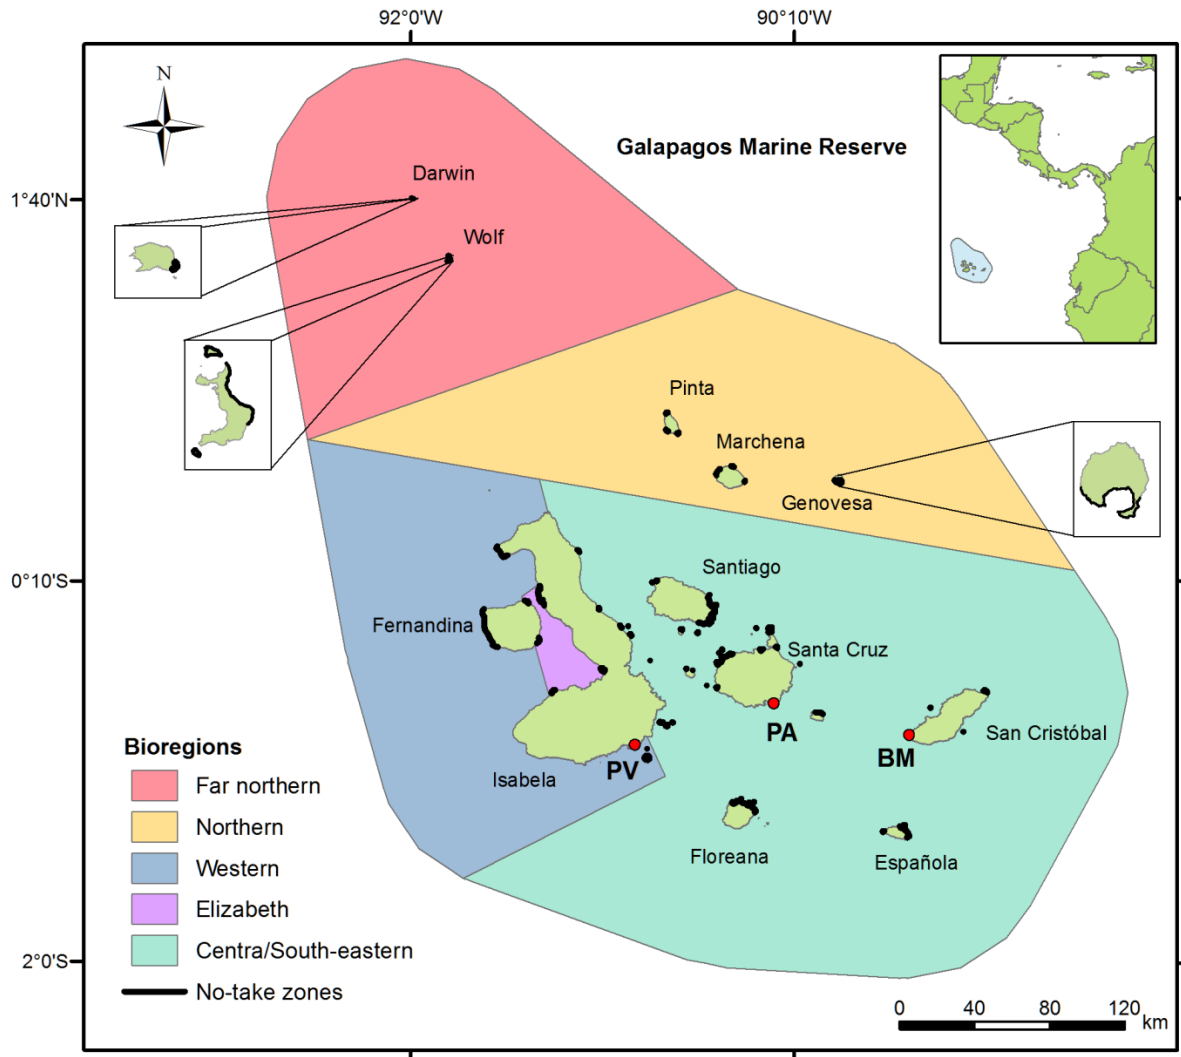 92°0'W
90°10'W
N
Galapagos Marine Reserve
Darwin
1°40'N
Wolf
Pinta
Marchena
Genovesa
Santiago
0°10'S
Fernandina
Santa Cruz
San Cristóbal
PA
BM
Bioregions
PV
Isabela
Far northern
Northern
Floreana
Española
Western
Elizabeth
Centra/South-eastern
2°0'S
No-take zones
0 40 80 120
km